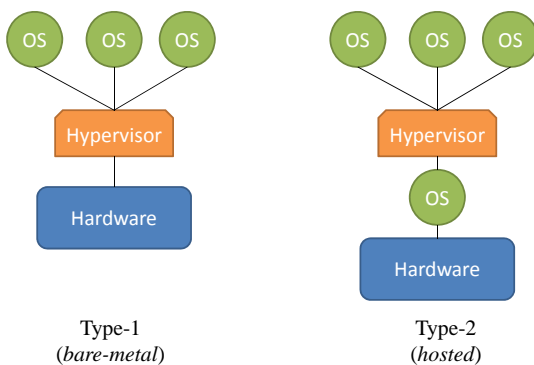 OS OS OS
Hypervisor
Hardware
Type-1
(bare-metal)
OS OS OS
Hypervisor
OS
Hardware
Type-2
(hosted)